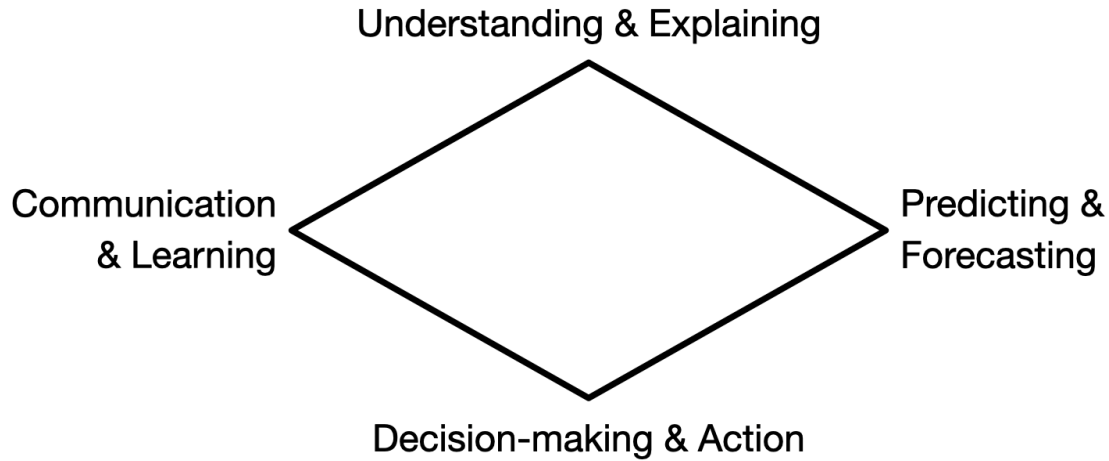 Understanding & Explaining
Communication
& Learning
Predicting &
Forecasting
Decision-making & Action